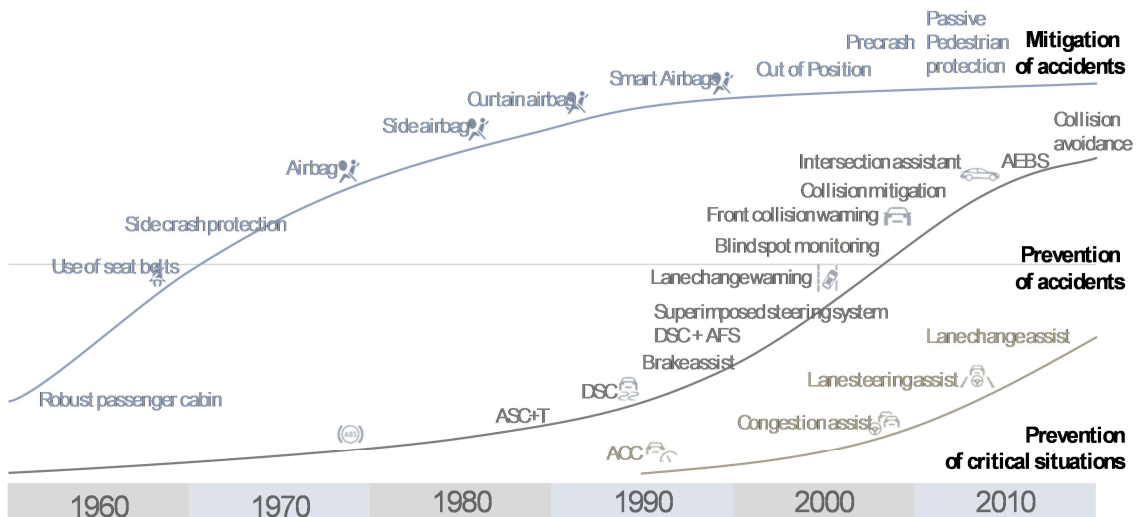 Passive
Precrash Pedestrian Mitigation
Out of Position protection of accidents
Smart Airbags
Curtain airbag
Side airbag
Collision
avoidance
Airbag
Intersection assistant AEBS
Collision mitigation
Side crash protection
Front collision warning
Blind spot monitoring
Use of seat belts
Prevention
of accidents
Lane change warning
Superimposed steering system
DSC + AFS
Lane change assist
Brake assist
Lane steering assist
DSC
Robust passenger cabin
ASC+T
Congestion assist
ABS
Prevention
of critical situations
ACC
1960 1970 1980 1990 2000 2010